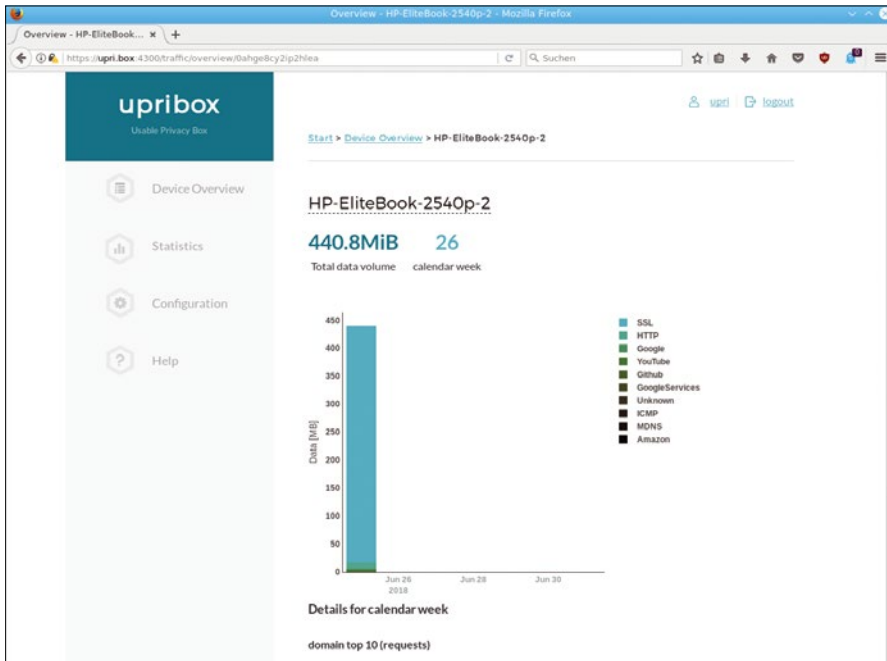 Overview - HP-EliteBook-2540p-2 - Mozilla Firefox
Overview - HP-EliteBook... × +
https://upri.box:4300/traffic/overview/0ahge8cy2ip2hlea
Suchen
upribox
Usable Privacy Box
upri logout
Start > Device Overview > HP-EliteBook-2540p-2
Device Overview
Statistics
Configuration
Help
HP-EliteBook-2540p-2
440.8MiB 26
Total data volume calendar week
Data [MB]
450
400
350
300
250
200
150
100
50
0
Jun 26 Jun 28 Jun 30
2018
SSL
HTTP
Google
YouTube
Github
GoogleServices
Unknown
ICMP
MDNS
Amazon
Details for calendar week
domain top 10 (requests)